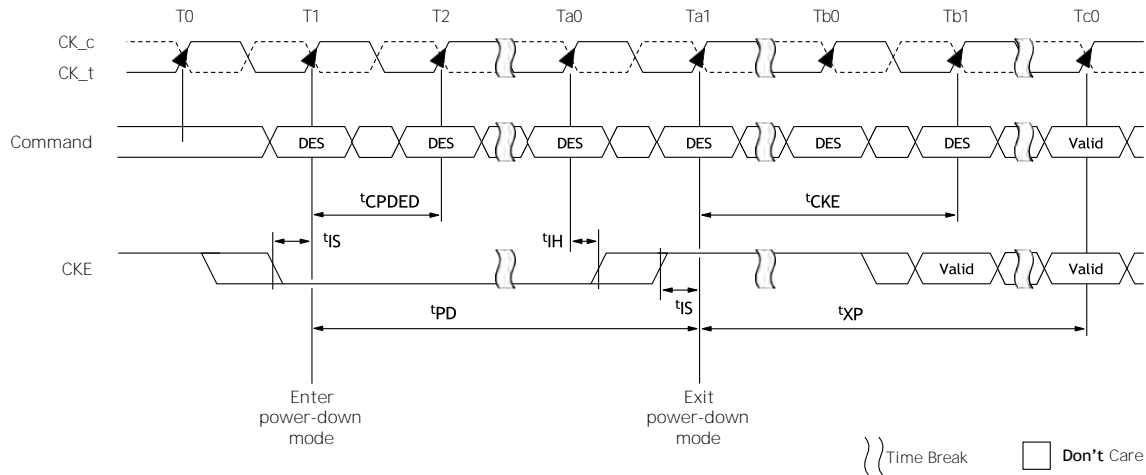 T0 T1 T2 Ta0 Ta1 Tb0 Tb1 Tc0
CK_c
CK_t
Command DES DES DES DES DES DES Valid
tCPDED tCKE
tIS tIH
CKE Valid Valid
tIS
tPD tXP
Enter
power-down
mode
Exit
power-down
mode
Time Break Don't Care